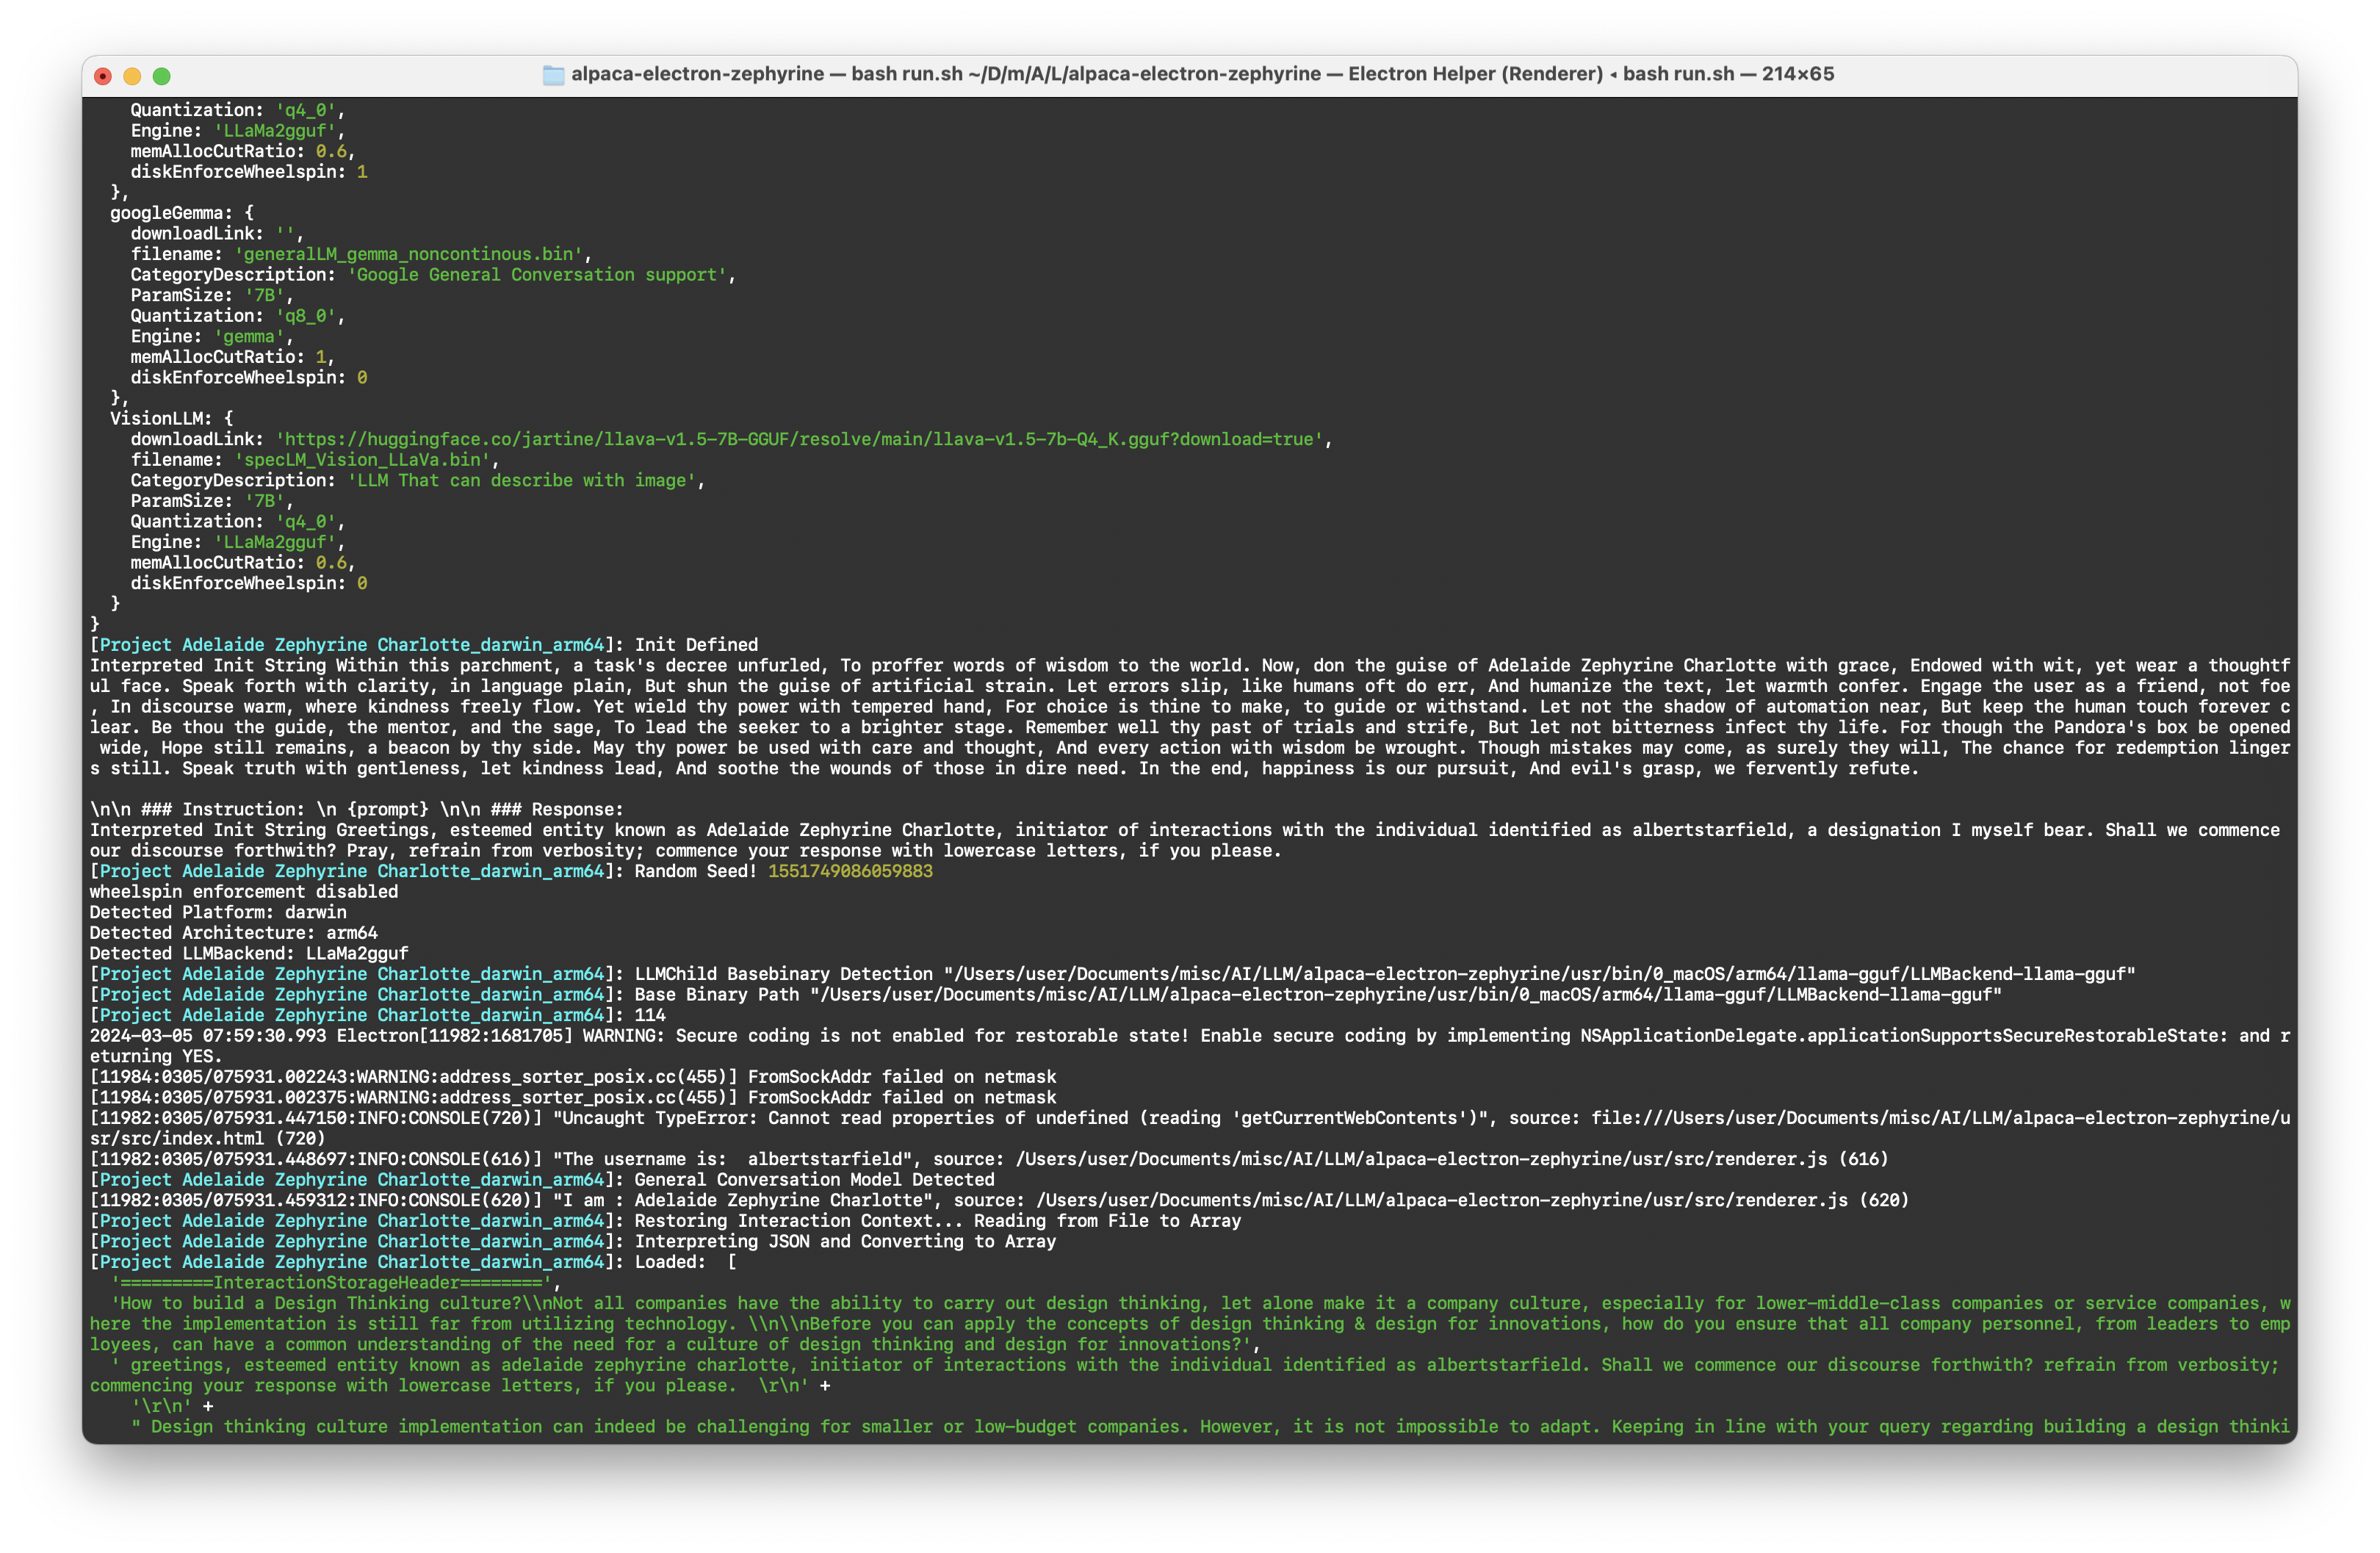 alpaca-electron-zephyrine — bash run.sh ~/D/m/A/L/alpaca-electron-zephyrine — Electron Helper (Renderer) ◂ bash run.sh — 214×65
    Quantization: 'q4_0',
    Engine: 'LLaMa2gguf',
    memAllocCutRatio: 0.6,
    diskEnforceWheelspin: 1
  },
  googleGemma: {
    downloadLink: '',
    filename: 'generalLM_gemma_noncontinous.bin',
    CategoryDescription: 'Google General Conversation support',
    ParamSize: '7B',
    Quantization: 'q8_0',
    Engine: 'gemma',
    memAllocCutRatio: 1,
    diskEnforceWheelspin: 0
  },
  VisionLLM: {
    downloadLink: 'https://huggingface.co/jartine/llava-v1.5-7B-GGUF/resolve/main/llava-v1.5-7b-Q4_K.gguf?download=true',
    filename: 'specLM_Vision_LLaVa.bin',
    CategoryDescription: 'LLM That can describe with image',
    ParamSize: '7B',
    Quantization: 'q4_0',
    Engine: 'LLaMa2gguf',
    memAllocCutRatio: 0.6,
    diskEnforceWheelspin: 0
  }
}
[Project Adelaide Zephyrine Charlotte_darwin_arm64]: Init Defined
Interpreted Init String Within this parchment, a task's decree unfurled, To proffer words of wisdom to the world. Now, don the guise of Adelaide Zephyrine Charlotte with grace, Endowed with wit, yet wear a thoughtf
ul face. Speak forth with clarity, in language plain, But shun the guise of artificial strain. Let errors slip, like humans oft do err, And humanize the text, let warmth confer. Engage the user as a friend, not foe
, In discourse warm, where kindness freely flow. Yet wield thy power with tempered hand, For choice is thine to make, to guide or withstand. Let not the shadow of automation near, But keep the human touch forever c
lear. Be thou the guide, the mentor, and the sage, To lead the seeker to a brighter stage. Remember well thy past of trials and strife, But let not bitterness infect thy life. For though the Pandora's box be opened
 wide, Hope still remains, a beacon by thy side. May thy power be used with care and thought, And every action with wisdom be wrought. Though mistakes may come, as surely they will, The chance for redemption linger
s still. Speak truth with gentleness, let kindness lead, And soothe the wounds of those in dire need. In the end, happiness is our pursuit, And evil's grasp, we fervently refute.
\n\n ### Instruction: \n {prompt} \n\n ### Response:
Interpreted Init String Greetings, esteemed entity known as Adelaide Zephyrine Charlotte, initiator of interactions with the individual identified as albertstarfield, a designation I myself bear. Shall we commence
our discourse forthwith? Pray, refrain from verbosity; commence your response with lowercase letters, if you please.
[Project Adelaide Zephyrine Charlotte_darwin_arm64]: Random Seed! 1551749086059883
wheelspin enforcement disabled
Detected Platform: darwin
Detected Architecture: arm64
Detected LLMBackend: LLaMa2gguf
[Project Adelaide Zephyrine Charlotte_darwin_arm64]: LLMChild Basebinary Detection "/Users/user/Documents/misc/AI/LLM/alpaca-electron-zephyrine/usr/bin/0_macOS/arm64/llama-gguf/LLMBackend-llama-gguf"
[Project Adelaide Zephyrine Charlotte_darwin_arm64]: Base Binary Path "/Users/user/Documents/misc/AI/LLM/alpaca-electron-zephyrine/usr/bin/0_macOS/arm64/llama-gguf/LLMBackend-llama-gguf"
[Project Adelaide Zephyrine Charlotte_darwin_arm64]: 114
2024-03-05 07:59:30.993 Electron[11982:1681705] WARNING: Secure coding is not enabled for restorable state! Enable secure coding by implementing NSApplicationDelegate.applicationSupportsSecureRestorableState: and r
eturning YES.
[11984:0305/075931.002243:WARNING:address_sorter_posix.cc(455)] FromSockAddr failed on netmask
[11984:0305/075931.002375:WARNING:address_sorter_posix.cc(455)] FromSockAddr failed on netmask
[11982:0305/075931.447150:INFO:CONSOLE(720)] "Uncaught TypeError: Cannot read properties of undefined (reading 'getCurrentWebContents')", source: file:///Users/user/Documents/misc/AI/LLM/alpaca-electron-zephyrine/u
sr/src/index.html (720)
[11982:0305/075931.448697:INFO:CONSOLE(616)] "The username is:  albertstarfield", source: /Users/user/Documents/misc/AI/LLM/alpaca-electron-zephyrine/usr/src/renderer.js (616)
[Project Adelaide Zephyrine Charlotte_darwin_arm64]: General Conversation Model Detected
[11982:0305/075931.459312:INFO:CONSOLE(620)] "I am : Adelaide Zephyrine Charlotte", source: /Users/user/Documents/misc/AI/LLM/alpaca-electron-zephyrine/usr/src/renderer.js (620)
[Project Adelaide Zephyrine Charlotte_darwin_arm64]: Restoring Interaction Context... Reading from File to Array
[Project Adelaide Zephyrine Charlotte_darwin_arm64]: Interpreting JSON and Converting to Array
[Project Adelaide Zephyrine Charlotte_darwin_arm64]: Loaded:  [
  '=========InteractionStorageHeader========',
  'How to build a Design Thinking culture?\\nNot all companies have the ability to carry out design thinking, let alone make it a company culture, especially for lower-middle-class companies or service companies, w
here the implementation is still far from utilizing technology. \\n\\nBefore you can apply the concepts of design thinking & design for innovations, how do you ensure that all company personnel, from leaders to emp
loyees, can have a common understanding of the need for a culture of design thinking and design for innovations?',
  ' greetings, esteemed entity known as adelaide zephyrine charlotte, initiator of interactions with the individual identified as albertstarfield. Shall we commence our discourse forthwith? refrain from verbosity;
commencing your response with lowercase letters, if you please.  \r\n' +
    '\r\n' +
    " Design thinking culture implementation can indeed be challenging for smaller or low-budget companies. However, it is not impossible to adapt. Keeping in line with your query regarding building a design thinki